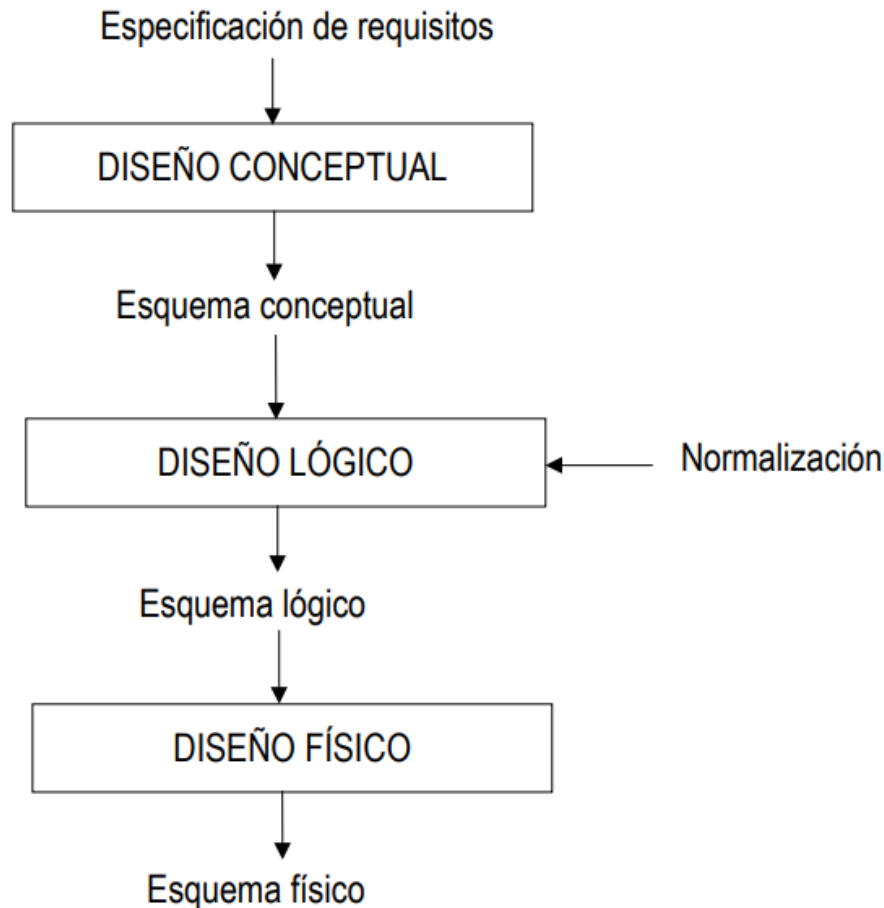 Especificación de requisitos
DISEÑO CONCEPTUAL
Esquema conceptual
DISEÑO LÓGICO
Normalización
Esquema lógico
DISEÑO FÍSICO
Esquema físico